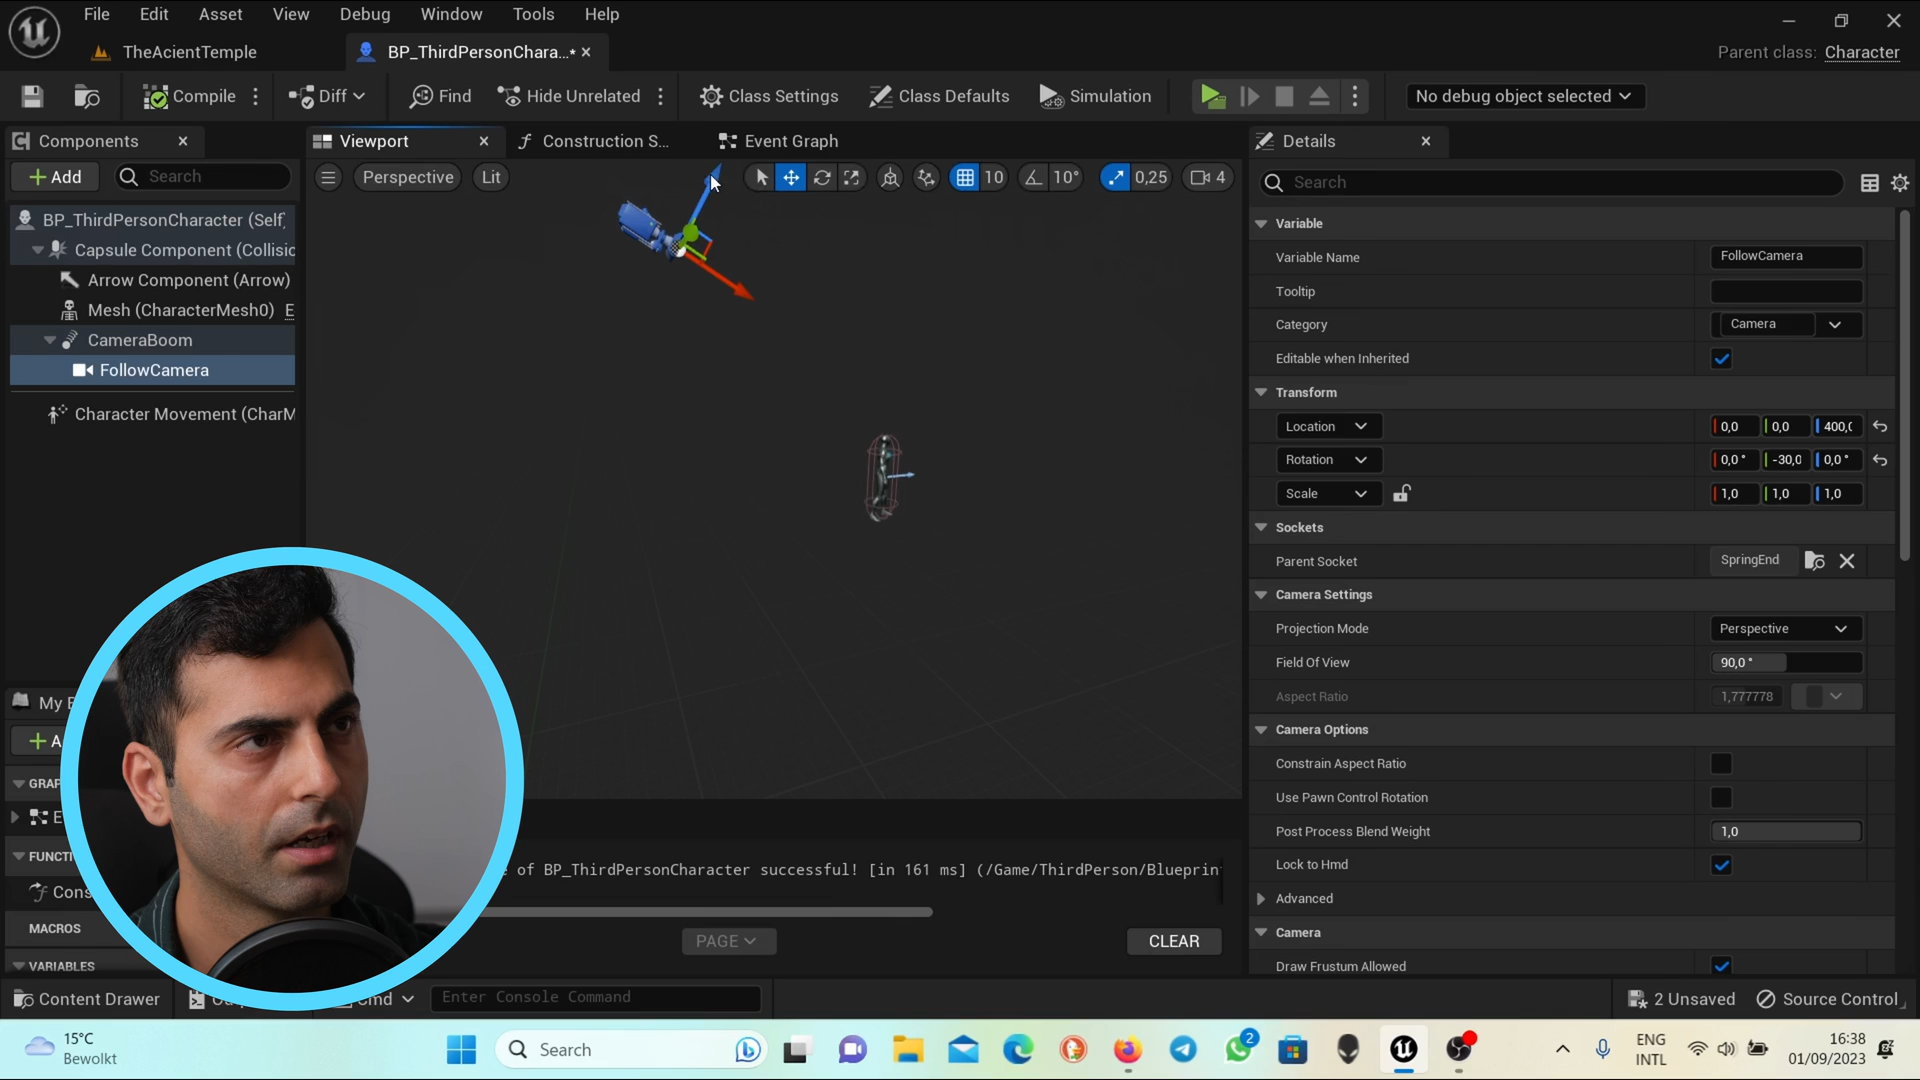 File Edit Asset View Debug Window Tools Help
TheAcientTemple BP_ThirdPersonChara...*
Parent class: Character
Compile Diff Find Hide Unrelated Class Settings Class Defaults Simulation No debug object selected
Components Viewport Construction S... Event Graph Details
Add Search Perspective Lit 10 10° 0,25 4 Search
BP_ThirdPersonCharacter (Self)
Capsule Component (Collisio
Arrow Component (Arrow)
Mesh (CharacterMesh0) E
CameraBoom
FollowCamera
Character Movement (CharM
Variable
Variable Name FollowCamera
Tooltip
Category Camera
Editable when Inherited
Transform
Location 0,0 0,0 400,(
Rotation 0,0° -30,0 0,0°
Scale 1,0 1,0 1,0
Sockets
Parent Socket SpringEnd
Camera Settings
Projection Mode Perspective
Field Of View 90,0°
Aspect Ratio 1,777778
Camera Options
Constrain Aspect Ratio
Use Pawn Control Rotation
Post Process Blend Weight 1,0
Lock to Hmd
Advanced
Camera
Draw Frustum Allowed
My
GRAP
FUNCTI
Cons
MACROS
VARIABLES
e of BP_ThirdPersonCharacter successful! [in 161 ms] (/Game/ThirdPerson/Blueprin
PAGE CLEAR
Content Drawer Cmd Enter Console Command 2 Unsaved Source Control
15°C
Bewolkt
Search
2
ENG
INTL
16:38
01/09/2023